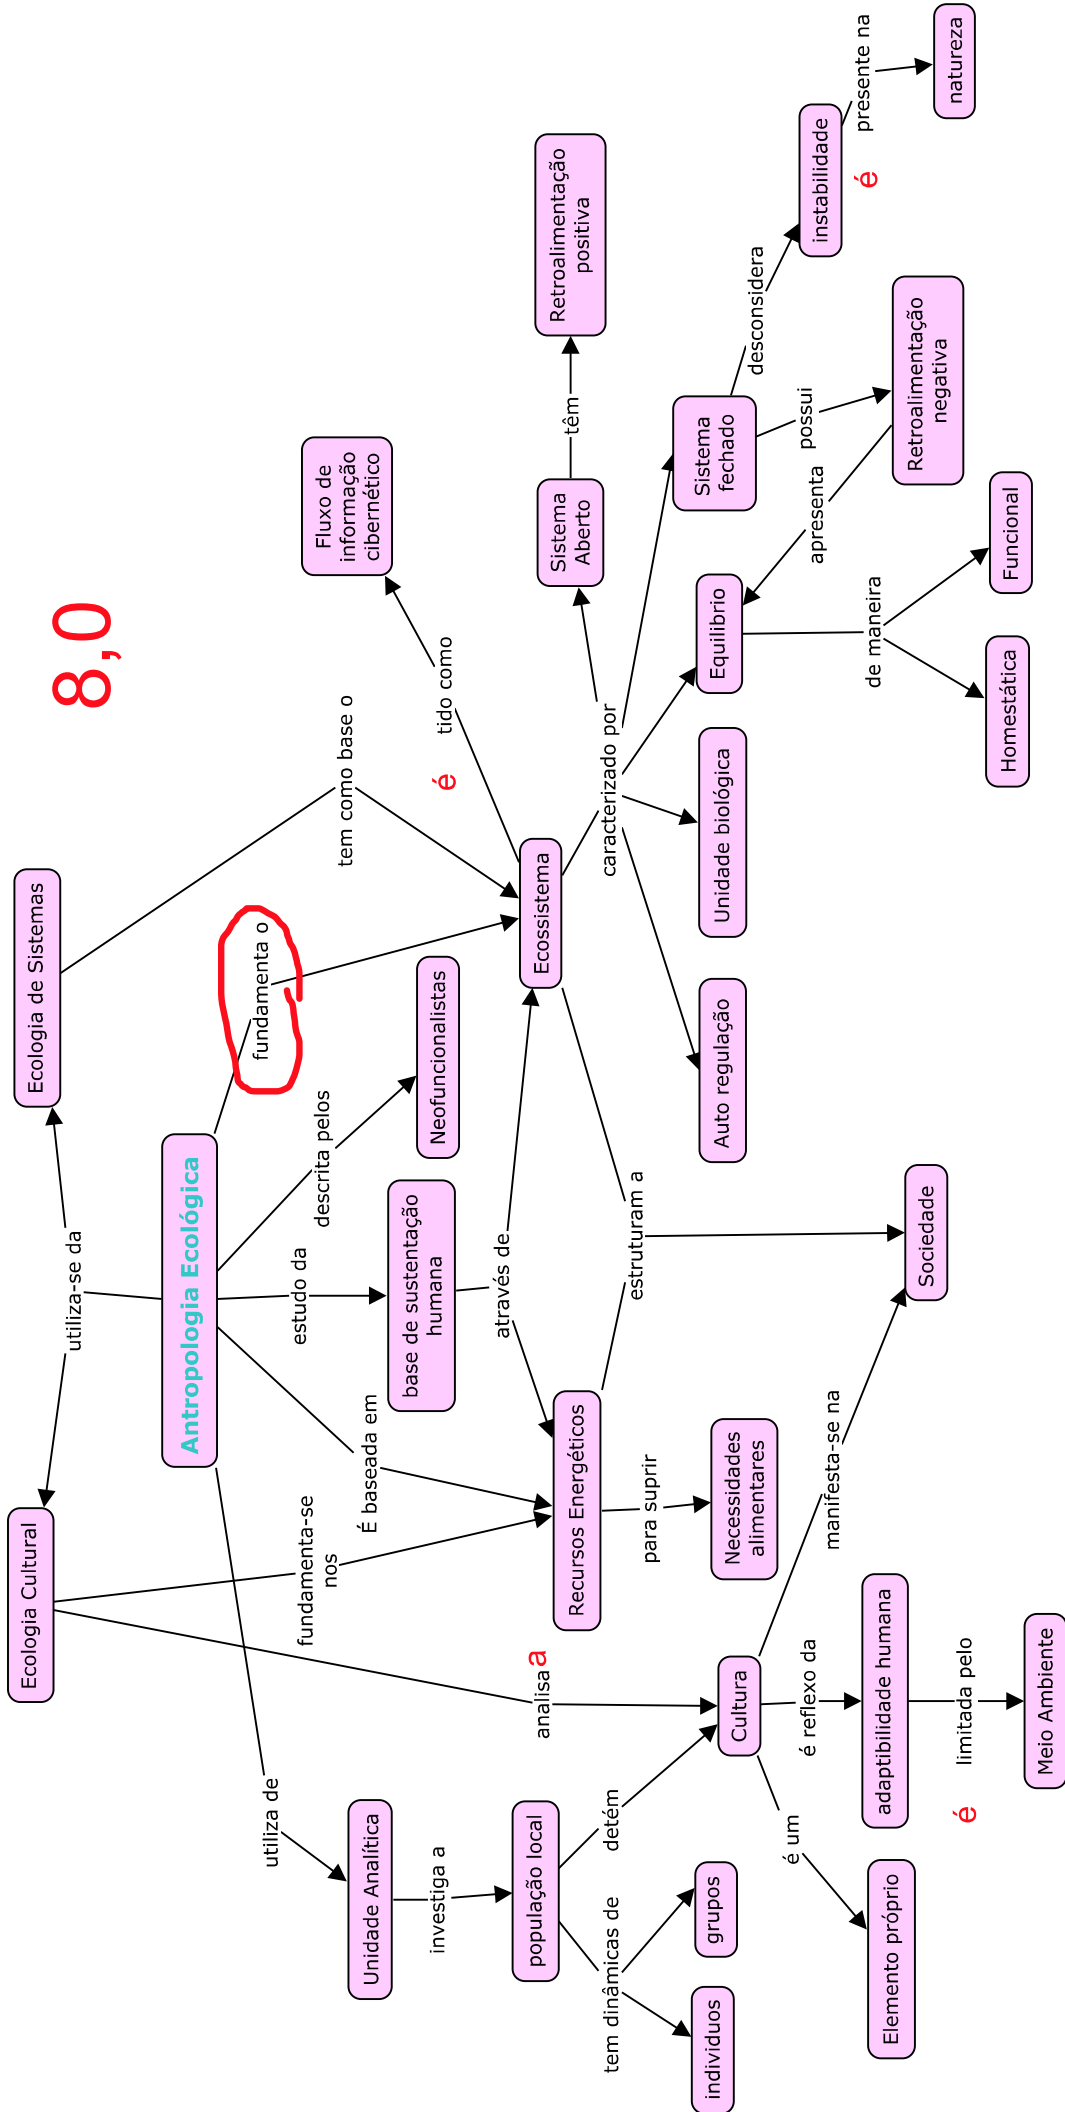 8,0
Ecologia Cultural
utiliza-se da
Ecologia de Sistemas
Antropologia Ecológica
utiliza de
fundamenta-se
nos
É baseada em
estudo da
descrita pelos
fundamenta o
tem como base o
Unidade Analítica
base de sustentação
humana
Neofuncionalistas
é
tido como
Fluxo de
informação
cibernético
investiga a
através de
população local
analisa
a
Recursos Energéticos
Ecossistema
Sistema
Aberto
têm
Retroalimentação
positiva
tem dinâmicas de
detém
para suprir
estruturam a
caracterizado por
individuos
grupos
Cultura
Necessidades
alimentares
Auto regulação
Unidade biológica
Equilibrio
Sistema
fechado
desconsidera
é um
é reflexo da
manifesta-se na
apresenta
possui
instabilidade
é
presente na
Elemento próprio
adaptibilidade humana
Sociedade
de maneira
Retroalimentação
negativa
natureza
é
limitada pelo
Homestática
Funcional
Meio Ambiente